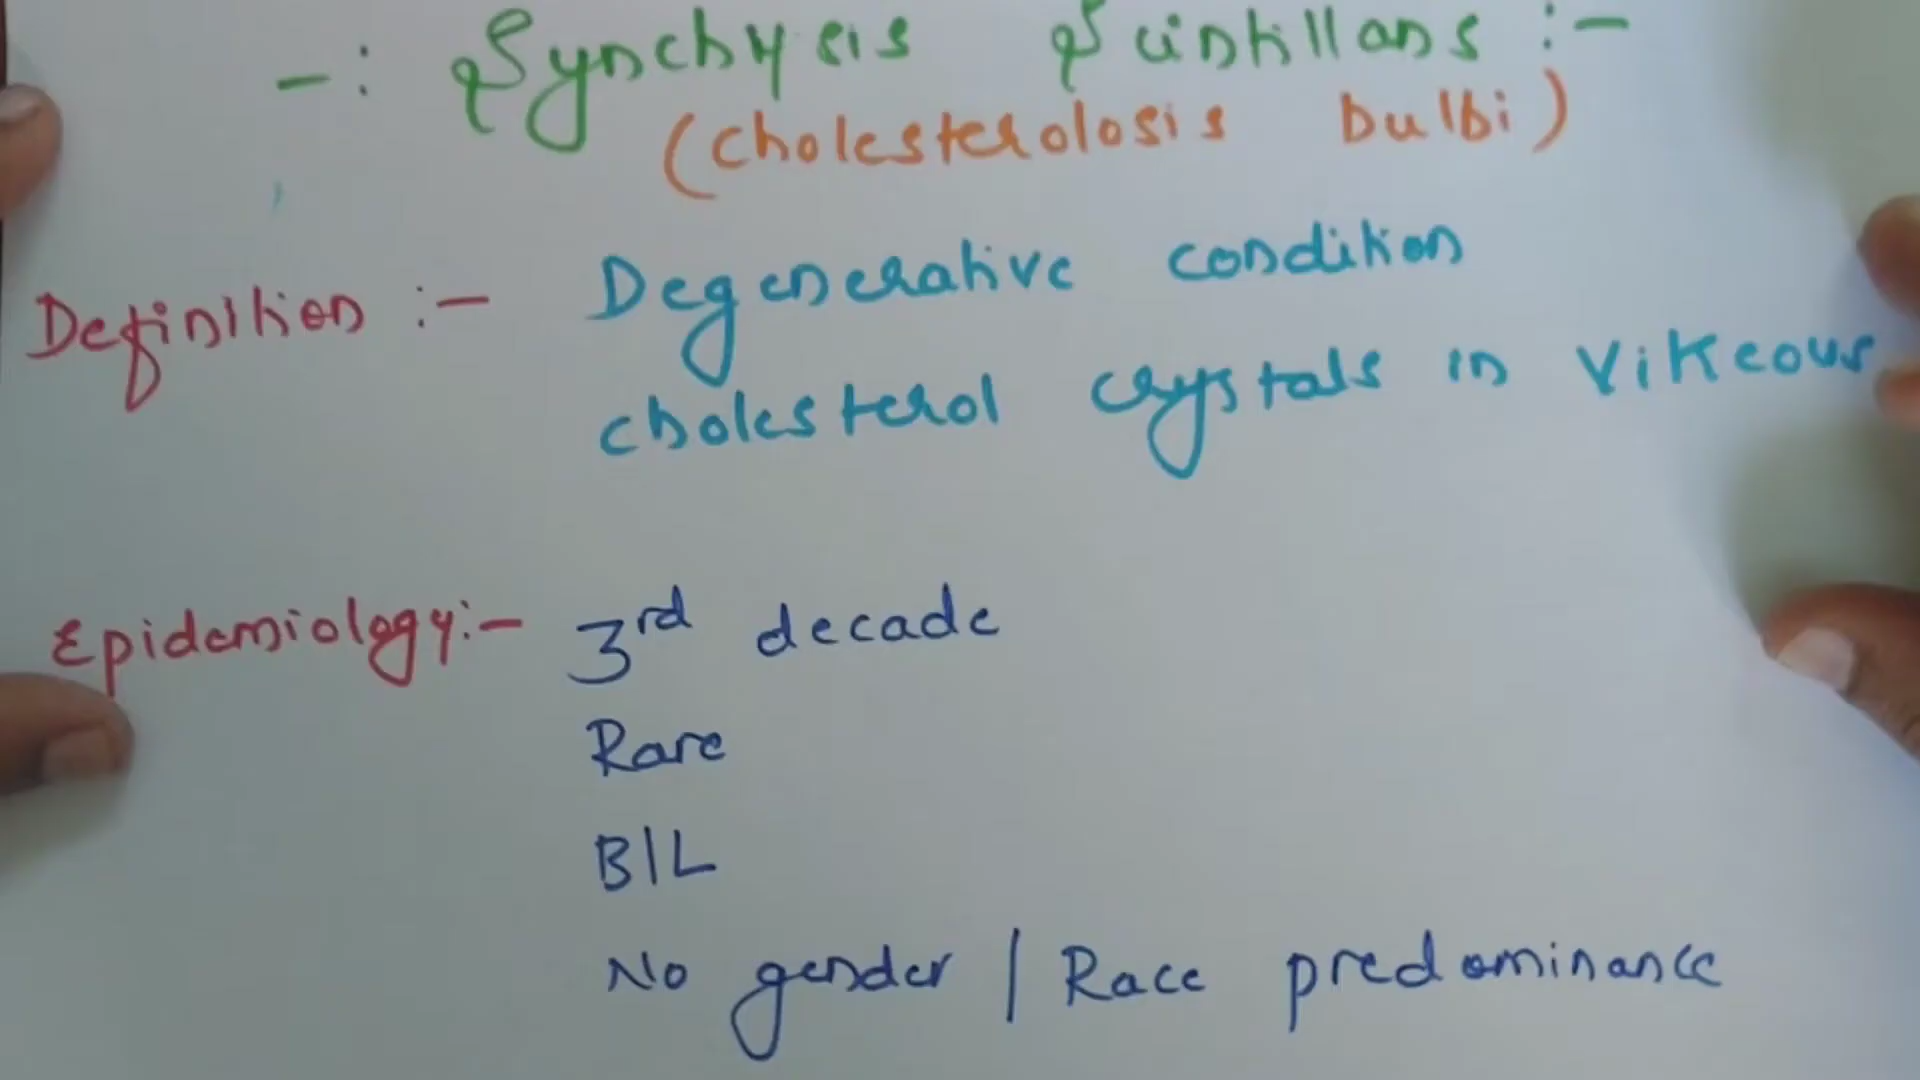 -: Synchysis Scintillans :-
(cholesterolosis bulbi)
Definition :- Degenerative condition
cholesterol crystals in Vitreous
Epidemiology:- 3rd decade
Rare
B|L
No gender | Race predominance